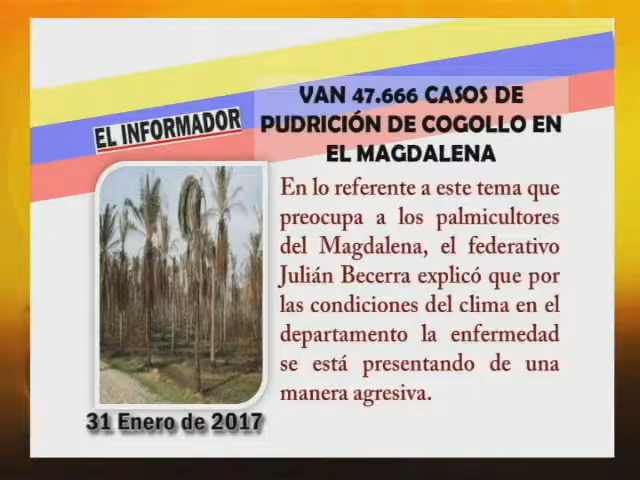 VAN 47.666 CASOS DE
PUDRICIÓN DE COGOLLO EN
EL MAGDALENA
EL INFORMADOR
En lo referente a este tema que
preocupa a los palmicultores
del Magdalena, el federativo
Julián Becerra explicó que por
las condiciones del clima en el
departamento la enfermedad
se está presentando de una
manera agresiva.
31 Enero de 2017